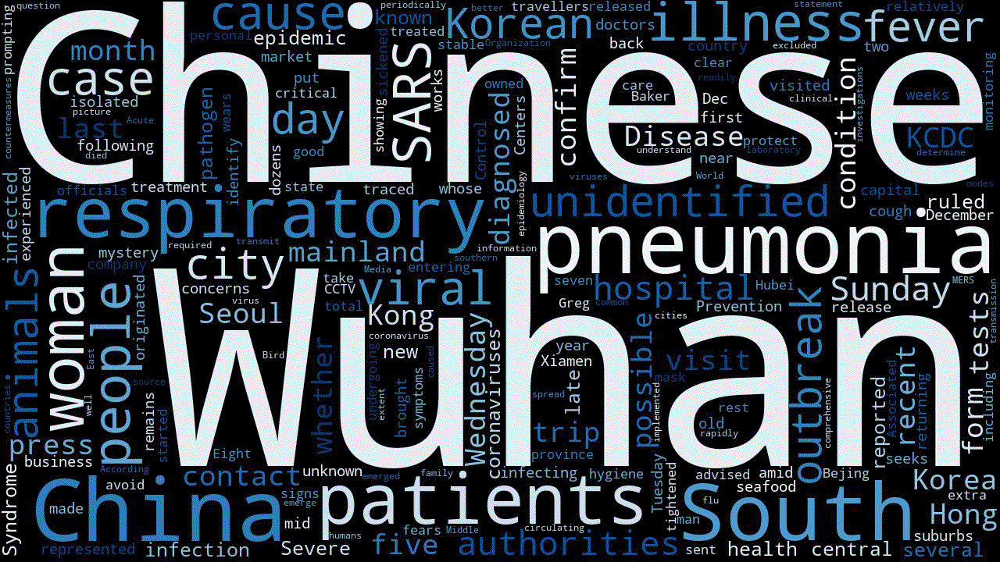 question
prompting
cause
periodically
known
better
travellers
released
Korean
doctors
illness
statement
relatively
fever
Chinese
personal
epidemic
treated
stable
Organization
back
country
excluded
two
month
market
sickened
SARS
case
put
critical
works
owned
confirm
care
Baker
clear
readily
Dec
visited
clinical
condition
investigations
weeks
monitoring
countermeasures
isolated
picture
Acute
last
following
died
pathogen
wears
day
good
showing
control
diagnosed
Centers
first
Disease
understand
protect
laboratory
near
KCDC
determine
identify
dozens
viruses
World
infected
experienced
officials
treatment
state
traced
whose
epidemiology
unidentified
capital
modes
ruled
cough
December
respiratory
required
transmit
information
southern
pneumonia
mystery
company
city
mainland
Media
entering
woman
animals
people
originated
concerns
virus
take
CCTV
viral
seven
hospital
Hubei
Sunday
MERS
release
Seoul
total
Kong
coronavirus
Greg
common
Prevention
cities
outbreak
transmission
Wuhan
East
well
source
countries
remains
started
Bird
whether
undergoing
new
extent
brought
symptoms
caused
Wednesday
coronaviruses
year
Xiamen
late
spread
possible
mask
implemented
visit
rest
old
rapidly
comprehensive
reported
Associated
recent
returning
form
tests
including
press
business
Eight
trip
province
seeks
According
China
avoid
made
contact
unknown
emerged
family
infecting
hygiene
Tuesday
tightened
advised
amid
seafood
Bejing
Korea
extra
signs
emerge
mid
patients
flu
man
South
Hong
suburbs
Syndrome
represented
infection
Severe
humans
five
fears
Middle
authorities
circulating
sent
health
central
several